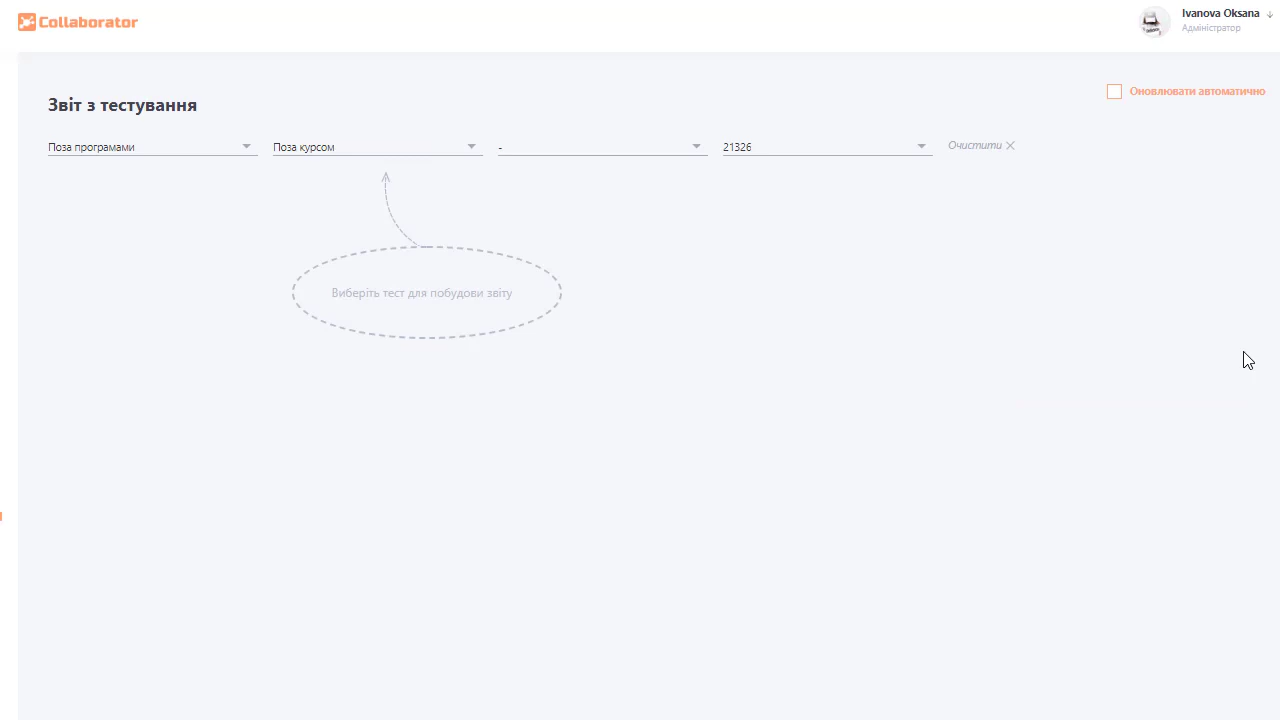 Collaborator
Ivanova Oksana
Адміністратор
Оновлювати автоматично
Звіт з тестування
Поза програмами
Поза курсом
-
21326
Очистити
Виберіть тест для побудови звіту